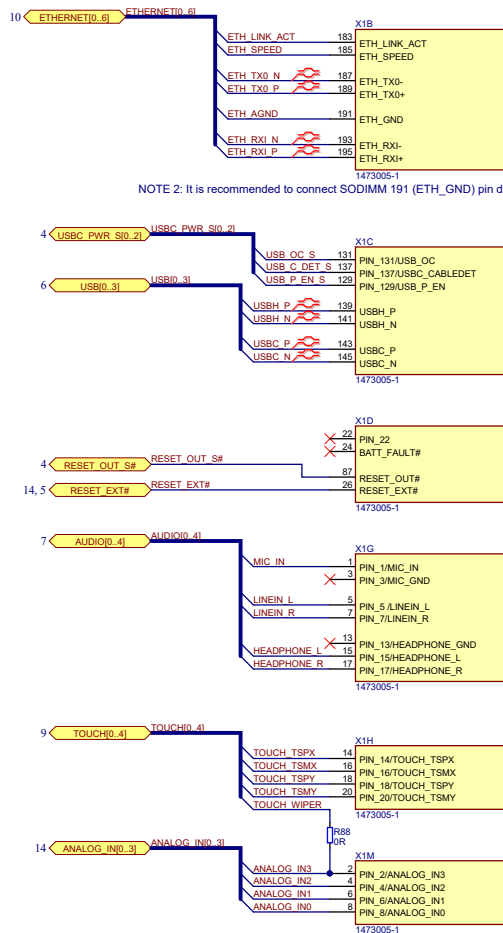 10 ETHERNET[0..6] ETHERNET[0..6]
X1B
ETH_LINK_ACT 183 ETH_LINK_ACT
ETH_SPEED 185 ETH_SPEED
ETH_TX0_N 187 ETH_TX0-
ETH_TX0_P 189 ETH_TX0+
ETH_AGND 191 ETH_GND
ETH_RXI_N 193 ETH_RXI-
ETH_RXI_P 195 ETH_RXI+
1473005-1
NOTE 2: It is recommended to connect SODIMM 191 (ETH_GND) pin d
4 USBC_PWR_S[0..2] USBC_PWR_S[0..2]
X1C
USB_OC_S 131 PIN_131/USB_OC
USB_C_DET_S 137 PIN_137/USBC_CABLEDET
USB_P_EN_S 129 PIN_129/USB_P_EN
6 USB[0..3] USB[0..3]
USBH_P 139 USBH_P
USBH_N 141 USBH_N
USBC_P 143 USBC_P
USBC_N 145 USBC_N
1473005-1
X1D
22 PIN_22
24 BATT_FAULT#
4 RESET_OUT_S# RESET_OUT_S# 87 RESET_OUT#
14, 5 RESET_EXT# RESET_EXT# 26 RESET_EXT#
1473005-1
7 AUDIO[0..4] AUDIO[0..4]
X1G
MIC_IN 1 PIN_1/MIC_IN
3 PIN_3/MIC_GND
LINEIN_L 5 PIN_5 /LINEIN_L
LINEIN_R 7 PIN_7/LINEIN_R
13 PIN_13/HEADPHONE_GND
HEADPHONE_L 15 PIN_15/HEADPHONE_L
HEADPHONE_R 17 PIN_17/HEADPHONE_R
1473005-1
9 TOUCH[0..4] TOUCH[0..4]
X1H
TOUCH_TSPX 14 PIN_14/TOUCH_TSPX
TOUCH_TSMX 16 PIN_16/TOUCH_TSMX
TOUCH_TSPY 18 PIN_18/TOUCH_TSPY
TOUCH_TSMY 20 PIN_20/TOUCH_TSMY
TOUCH_WIPER
1473005-1
R88
0R
14 ANALOG_IN[0..3] ANALOG_IN[0..3]
X1M
ANALOG_IN3 2 PIN_2/ANALOG_IN3
ANALOG_IN2 4 PIN_4/ANALOG_IN2
ANALOG_IN1 6 PIN_6/ANALOG_IN1
ANALOG_IN0 8 PIN_8/ANALOG_IN0
1473005-1